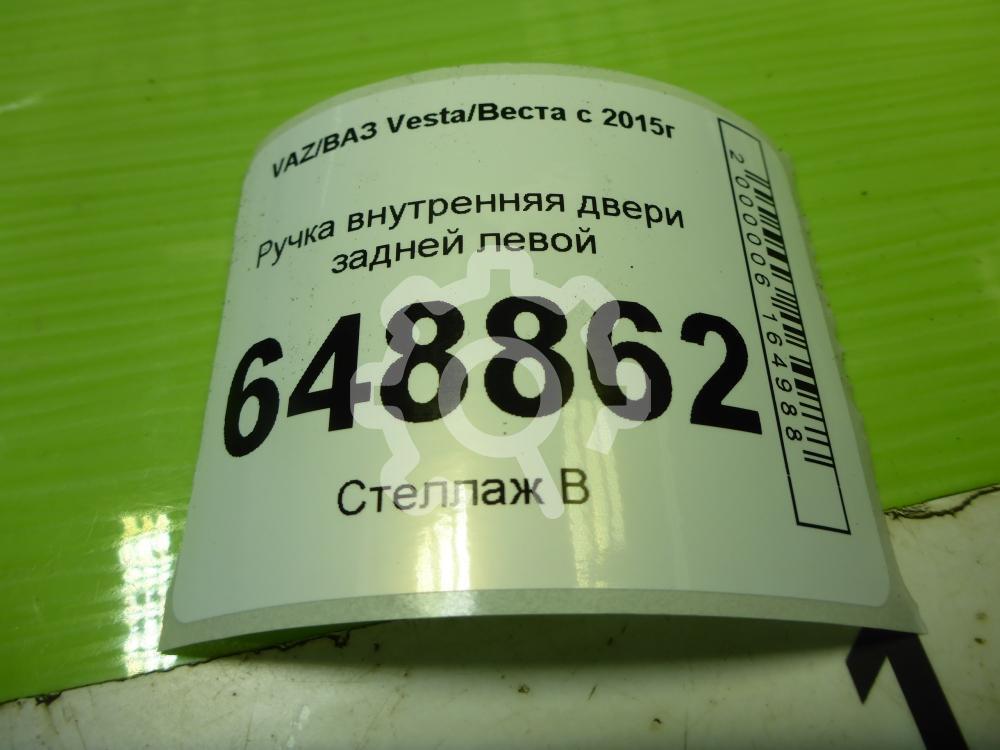 VAZ/ВАЗ Vesta/Веста с 2015г
Ручка внутренняя двери
задней левой
648862
Стеллаж В
2000006164988